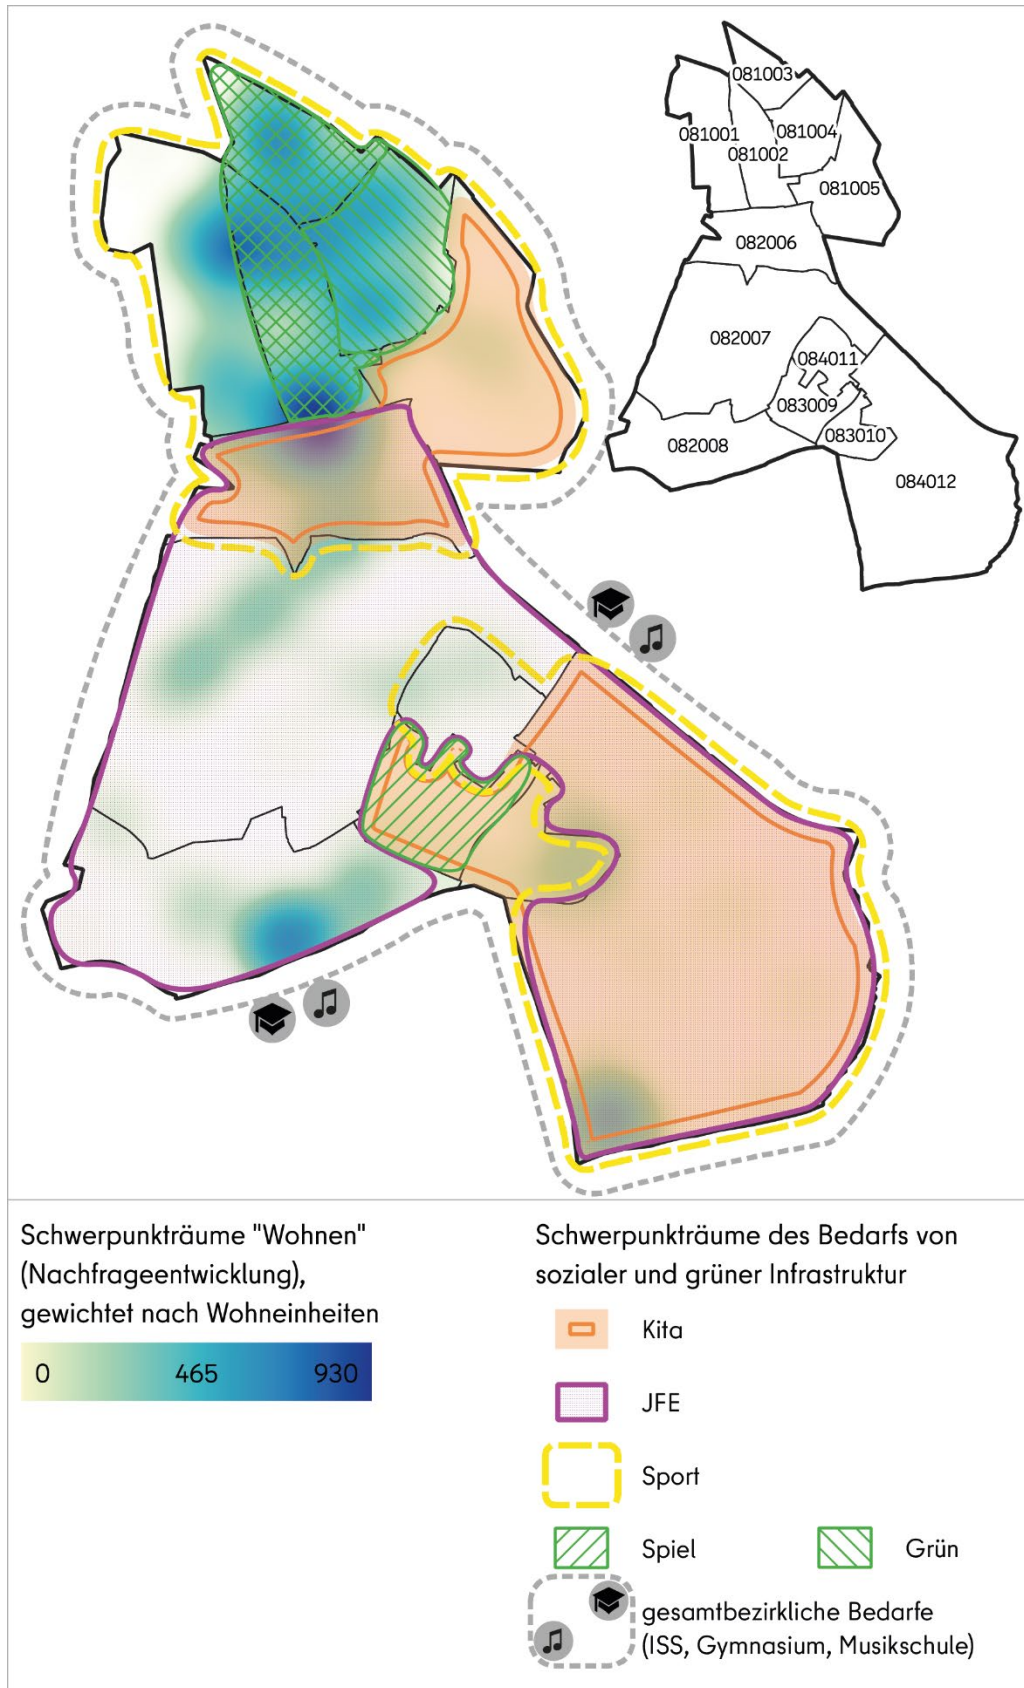 081003
081001
081004
081002
081005
082006
082007
084011
083009
083010
082008
084012
Schwerpunkträume "Wohnen"
(Nachfrageentwicklung),
gewichtet nach Wohneinheiten
0 465 930
Schwerpunkträume des Bedarfs von
sozialer und grüner Infrastruktur
Kita
JFE
Sport
Spiel Grün
gesamtbezirkliche Bedarfe
(ISS, Gymnasium, Musikschule)